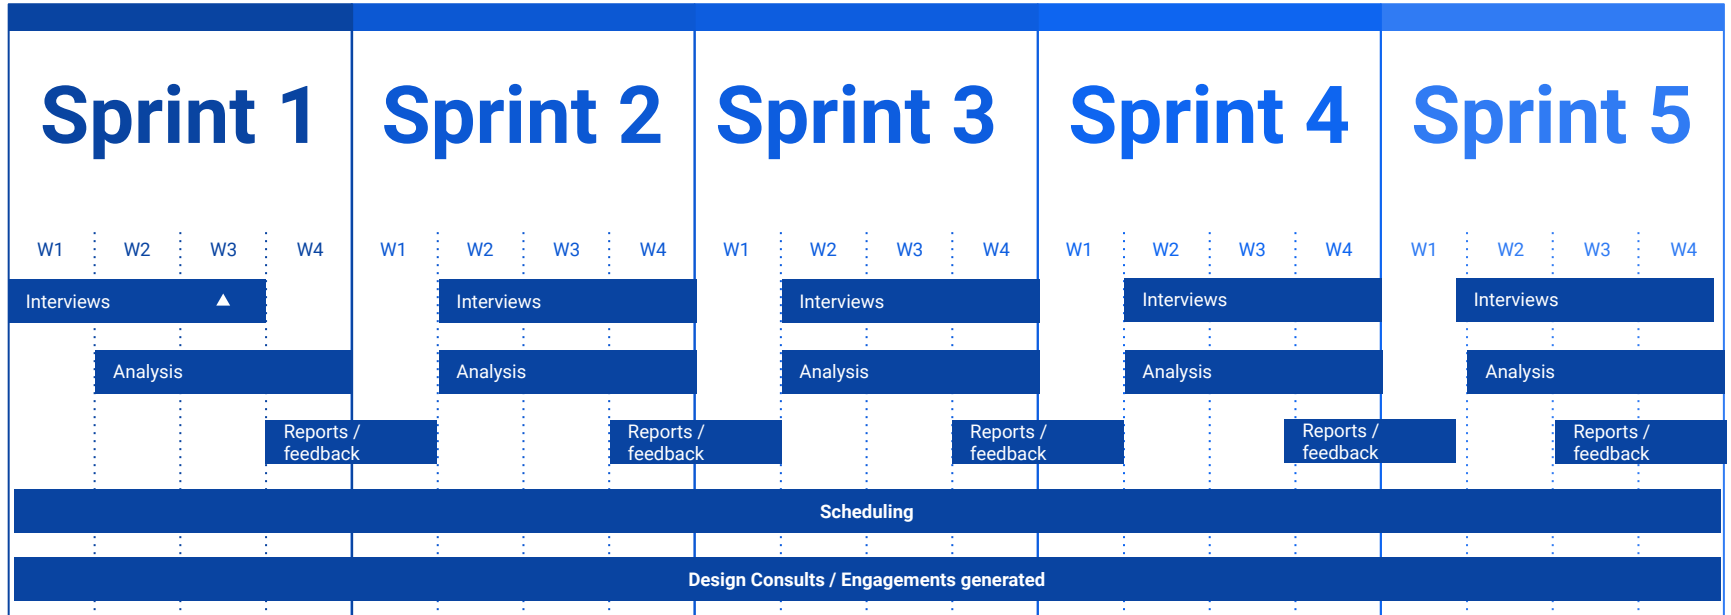 Sprint 1
Sprint 2
Sprint 3
Sprint 4
Sprint 5
W1
W2
W3
W4
W1
W2
W3
W4
W1
W2
W3
W4
W1
W2
W3
W4
W1
W2
W3
W4
Interviews
Interviews
Interviews
Interviews
Interviews
Analysis
Analysis
Analysis
Analysis
Analysis
Reports /
feedback
Reports /
feedback
Reports /
feedback
Reports /
feedback
Reports /
feedback
Scheduling
Design Consults / Engagements generated